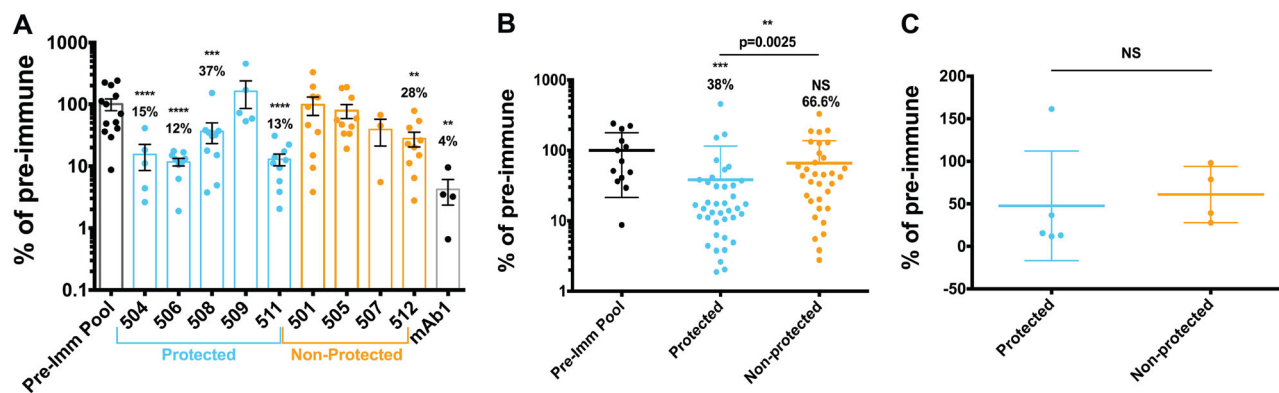 A
% of pre-immune
1000
100
10
1
0.1
****
15%
****
12%
***
37%
****
13%
**
28%
**
4%
Pre-Imm Pool
504
506
508
509
511
501
505
507
512
mAb1
Protected
Non-Protected
B
% of pre-immune
1000
100
10
1
**
p=0.0025
***
38%
NS
66.6%
Pre-Imm Pool
Protected
Non-protected
C
% of pre-immune
200
150
100
50
0
-50
NS
Protected
Non-protected